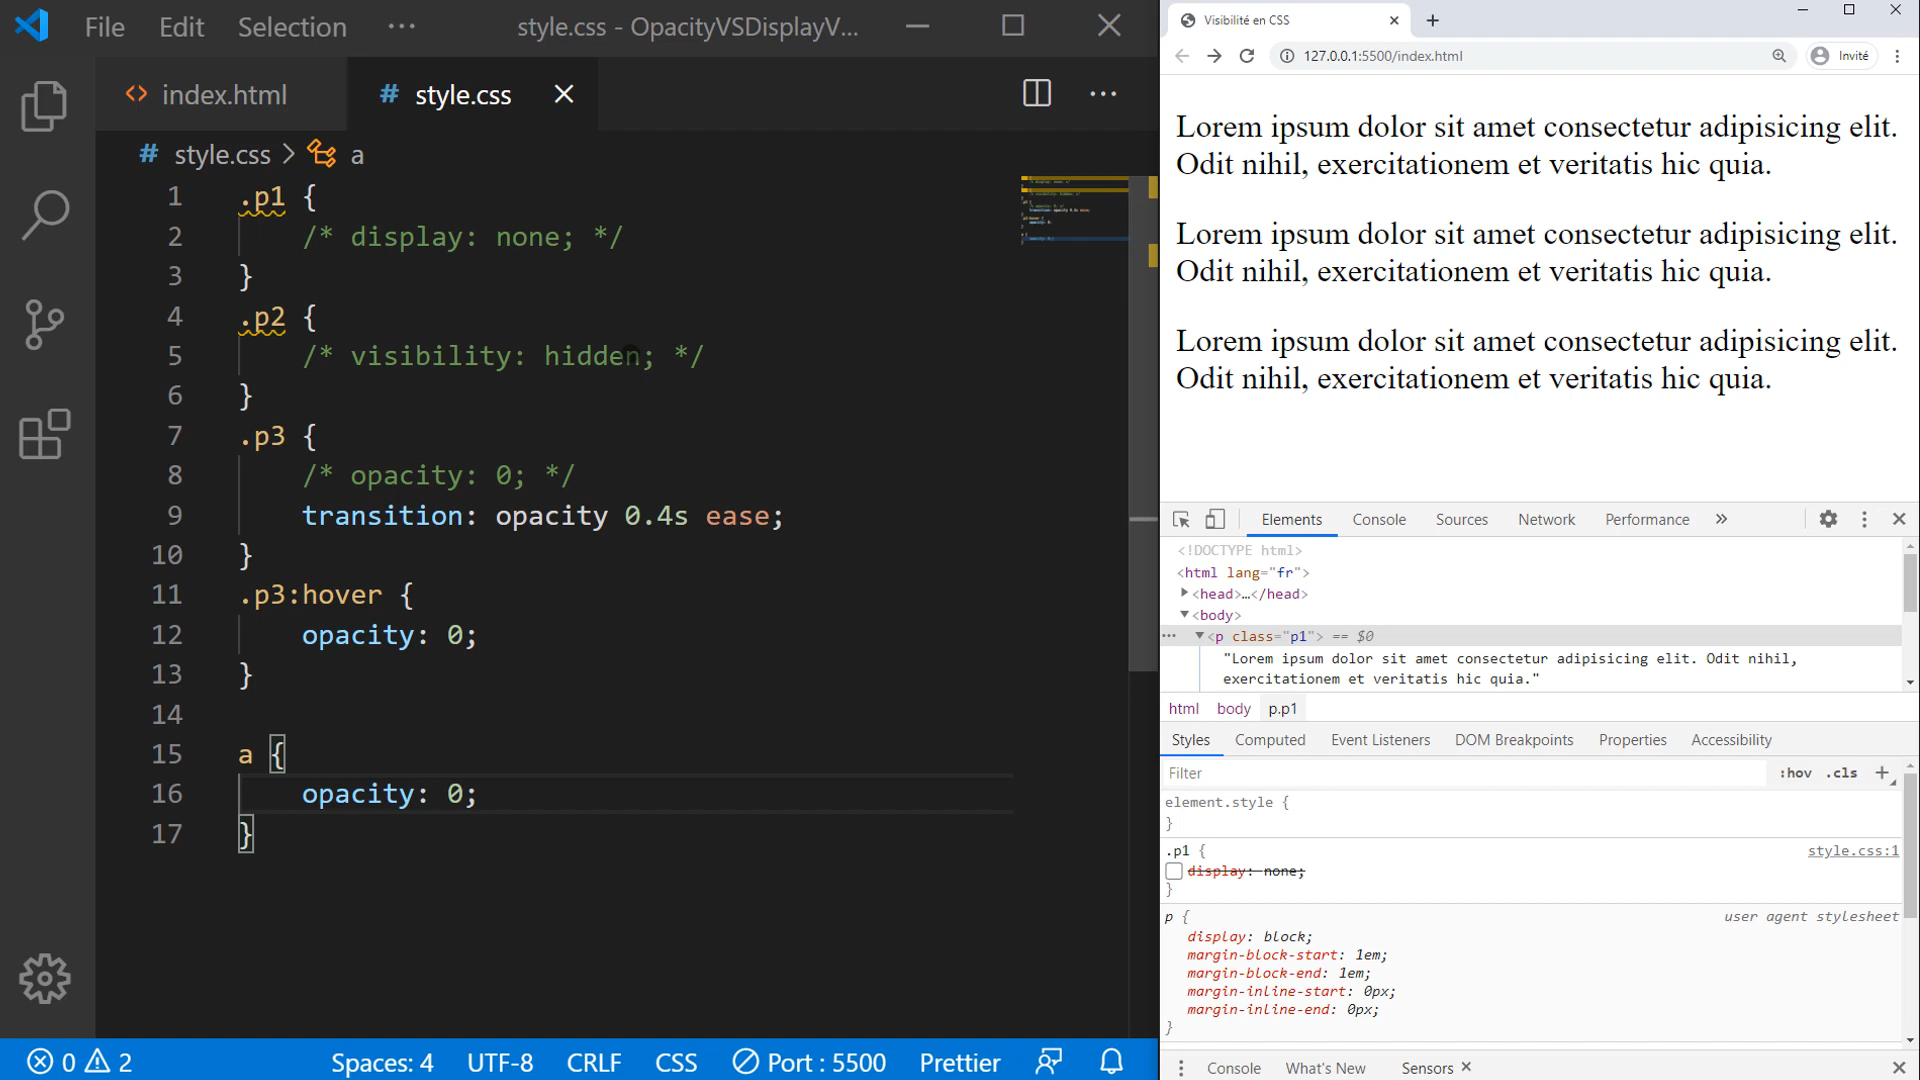 File Edit Selection ··· style.css - OpacityVSDisplayV...
index.html
# style.css
# style.css > a
1 .p1 {
2 /* display: none; */
3 }
4 .p2 {
5 /* visibility: hidden; */
6 }
7 .p3 {
8 /* opacity: 0; */
9 transition: opacity 0.4s ease;
10 }
11 .p3:hover {
12 opacity: 0;
13 }
14
15 a {
16 opacity: 0;
17 }
0 2 Spaces: 4 UTF-8 CRLF CSS Port : 5500 Prettier
Visibilité en CSS
127.0.0.1:5500/index.html Invité
Lorem ipsum dolor sit amet consectetur adipisicing elit.
Odit nihil, exercitationem et veritatis hic quia.
Lorem ipsum dolor sit amet consectetur adipisicing elit.
Odit nihil, exercitationem et veritatis hic quia.
Lorem ipsum dolor sit amet consectetur adipisicing elit.
Odit nihil, exercitationem et veritatis hic quia.
Elements Console Sources Network Performance »
<!DOCTYPE html>
<html lang="fr">
<head>…</head>
<body>
<p class="p1"> == $0
"Lorem ipsum dolor sit amet consectetur adipisicing elit. Odit nihil,
exercitationem et veritatis hic quia."
html body p.p1
Styles Computed Event Listeners DOM Breakpoints Properties Accessibility
Filter :hov .cls +
element.style {
}
.p1 { style.css:1
display: none;
}
p { user agent stylesheet
display: block;
margin-block-start: 1em;
margin-block-end: 1em;
margin-inline-start: 0px;
margin-inline-end: 0px;
}
Console What's New Sensors